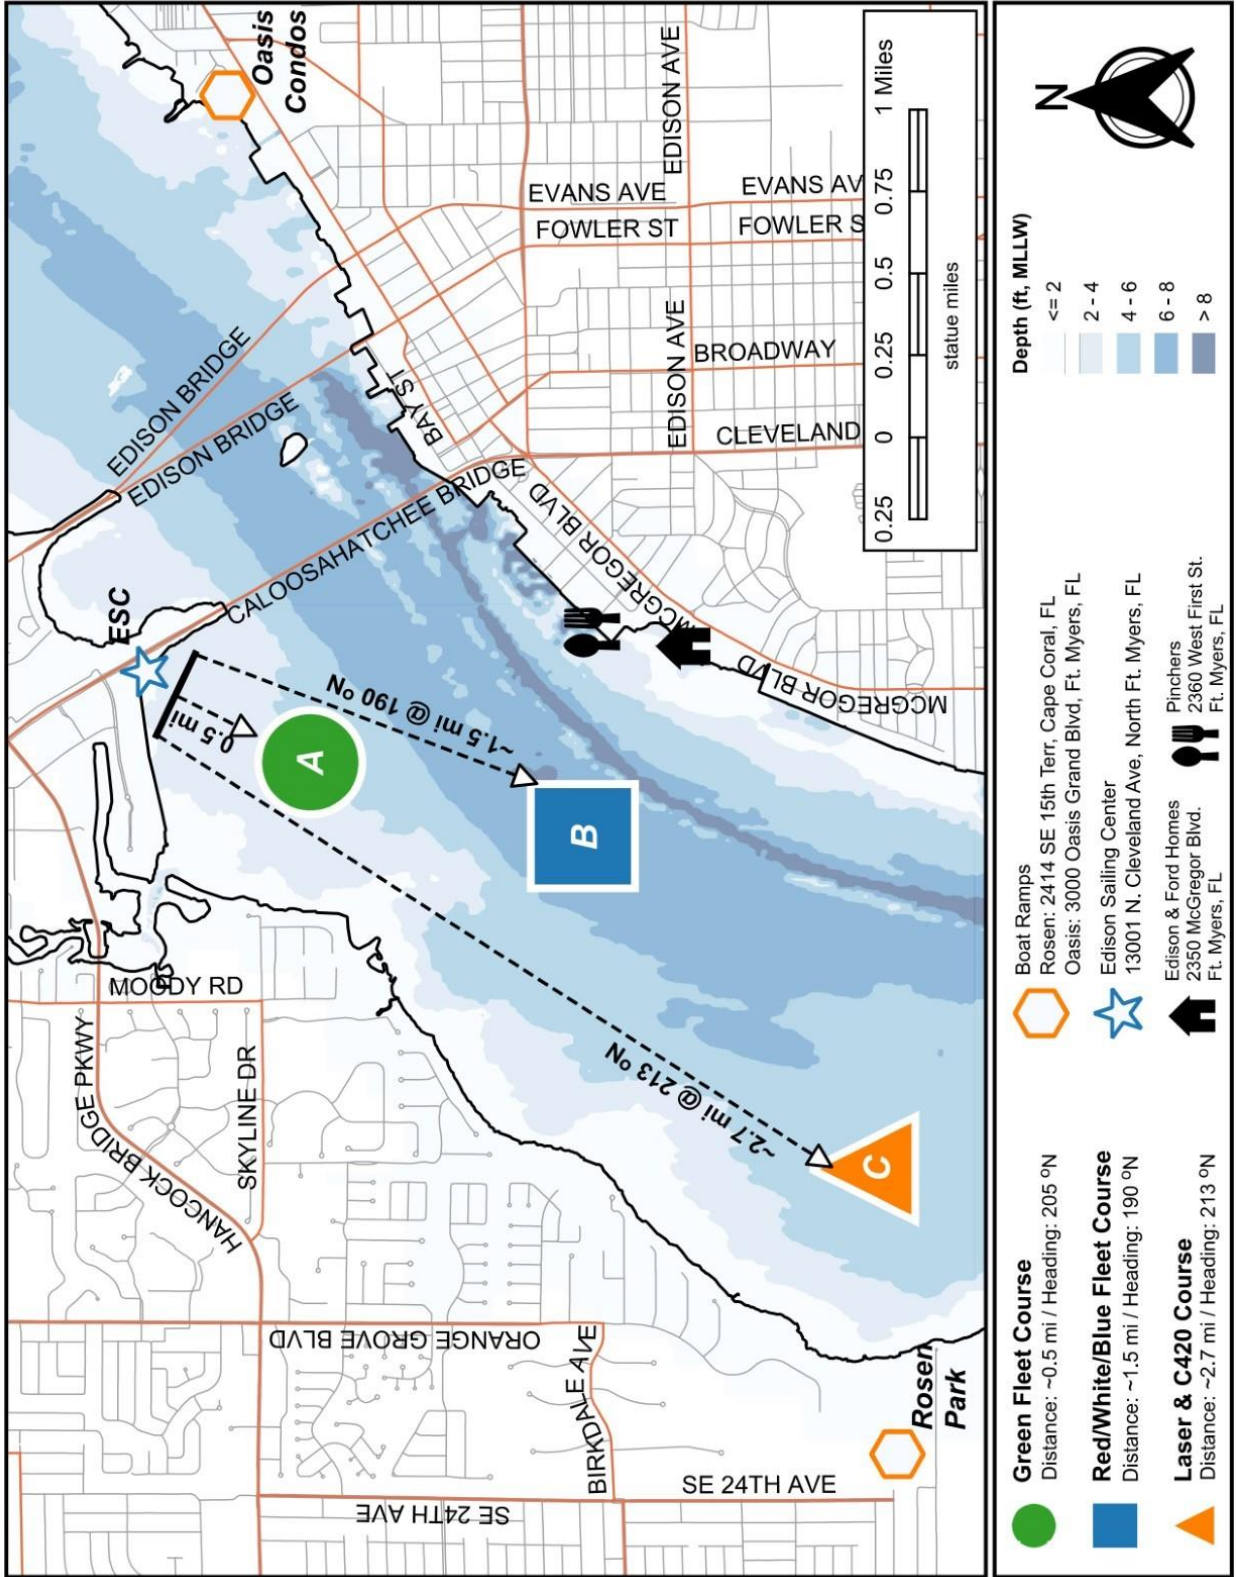 Oasis
Condos
EDISON AVE
EVANS AVE
EVANS AV
FOWLER ST
FOWLER S
EDISON BRIDGE
EDISON BRIDGE
EDISON AVE
BROADWAY
BAY ST
CLEVELAND
CALOOSAHATCHEE BRIDGE
ESC
MCGREGOR BLVD
MCGREGOR BLVD
MCGREGOR BLVD
0.5 mi
~1.5 mi @ 190 ºN
~2.7 mi @ 213 ºN
A
B
C
MOODY RD
HANCOCK BRIDGE PKWY
SKYLINE DR
ORANGE GROVE BLVD
BIRKDALE AVE
SE 24TH AVE
SE 24TH AVE
Rosen
Park
0.25 0 0.25 0.5 0.75 1 Miles
statue miles
Green Fleet Course
Distance: ~0.5 mi / Heading: 205 ºN
Red/White/Blue Fleet Course
Distance: ~1.5 mi / Heading: 190 ºN
Laser & C420 Course
Distance: ~2.7 mi / Heading: 213 ºN
Boat Ramps
Rosen: 2414 SE 15th Terr, Cape Coral, FL
Oasis: 3000 Oasis Grand Blvd, Ft. Myers, FL
Edison Sailing Center
13001 N. Cleveland Ave, North Ft. Myers, FL
Edison & Ford Homes
2350 McGregor Blvd.
Ft. Myers, FL
Pinchers
2360 West First St.
Ft. Myers, FL
Depth (ft, MLLW)
<= 2
2 - 4
4 - 6
6 - 8
> 8
N